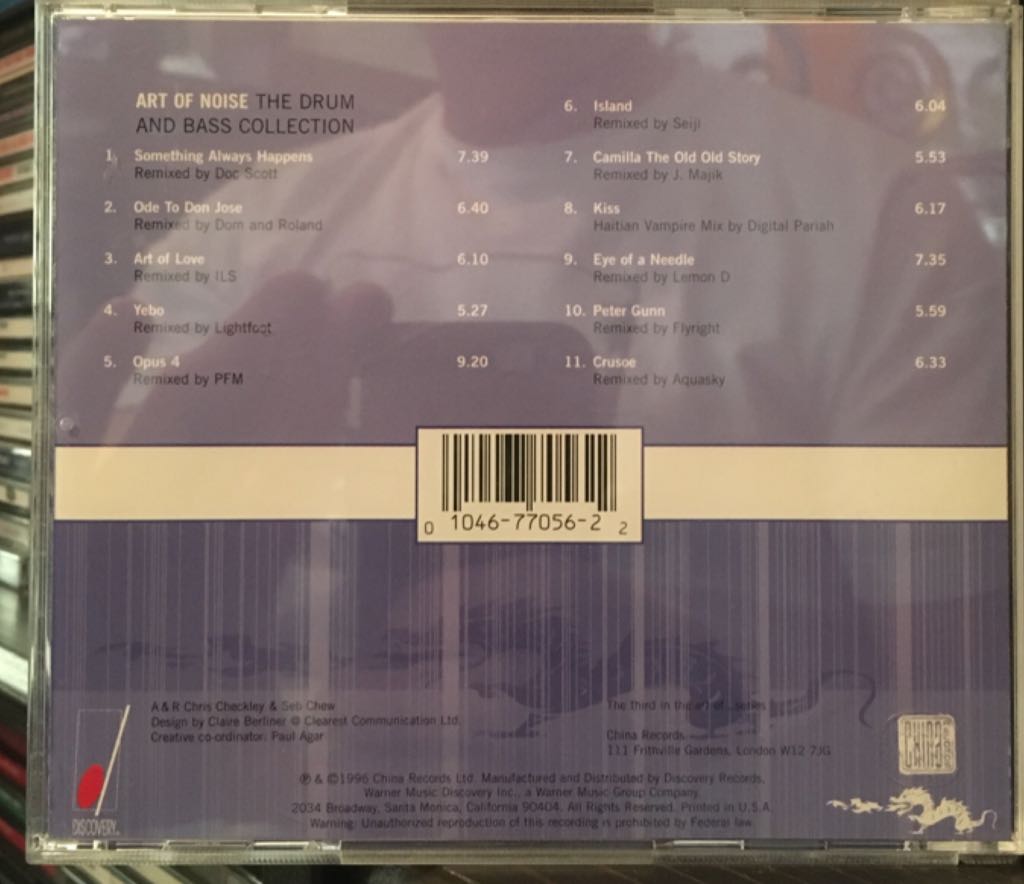 ART OF NOISE THE DRUM
AND BASS COLLECTION
1. Something Always Happens 7.39
Remixed by Doc Scott
2. Ode To Don Jose 6.40
Remixed by Dom and Roland
3. Art of Love 6.10
Remixed by ILS
4. Yebo 5.27
Remixed by Lightfoot
5. Opus 4 9.20
Remixed by PFM
6. Island 6.04
Remixed by Seiji
7. Camilla The Old Old Story 5.53
Remixed by J. Majik
8. Kiss 6.17
Haitian Vampire Mix by Digital Pariah
9. Eye of a Needle 7.35
Remixed by Lemon D
10. Peter Gunn 5.59
Remixed by Flyright
11. Crusoe 6.33
Remixed by Aquasky
0 1046-77056-2 2
A & R Chris Checkley & Seb Chew
Design by Claire Berliner @ Clearest Communication Ltd.
Creative co-ordinator: Paul Agar
The third in the art of...series
China Records
111 Frithville Gardens, London W12 7JG
DISCOVERY
CHINA
℗ & ©1996 China Records Ltd. Manufactured and Distributed by Discovery Records,
Warner Music Discovery Inc., a Warner Music Group Company.
2034 Broadway, Santa Monica, California 90404. All Rights Reserved. Printed in U.S.A.
Warning: Unauthorized reproduction of this recording is prohibited by Federal law.